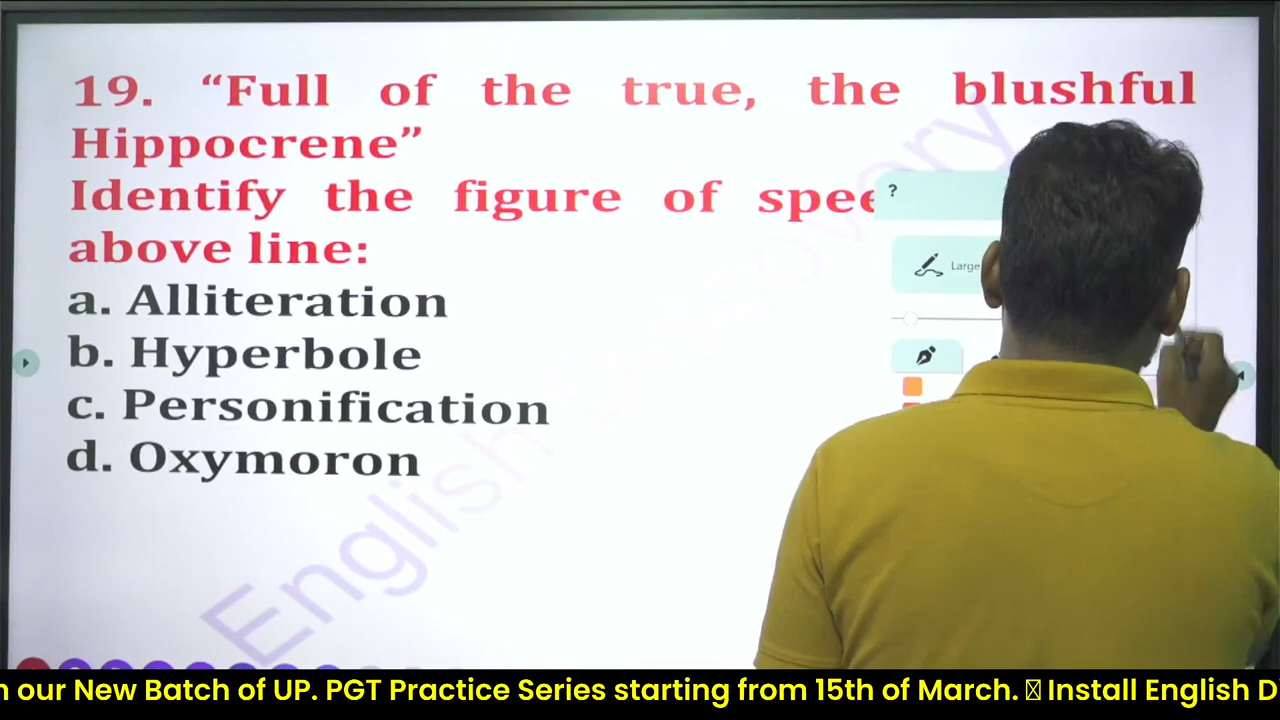 19. “Full of the true, the blushful
Hippocrene”
Identify the figure of
above line:
a. Alliteration
b. Hyperbole
c. Personification
d. Oxymoron
?
Large
English
our New Batch of UP. PGT Practice Series starting from 15th of March. Install English